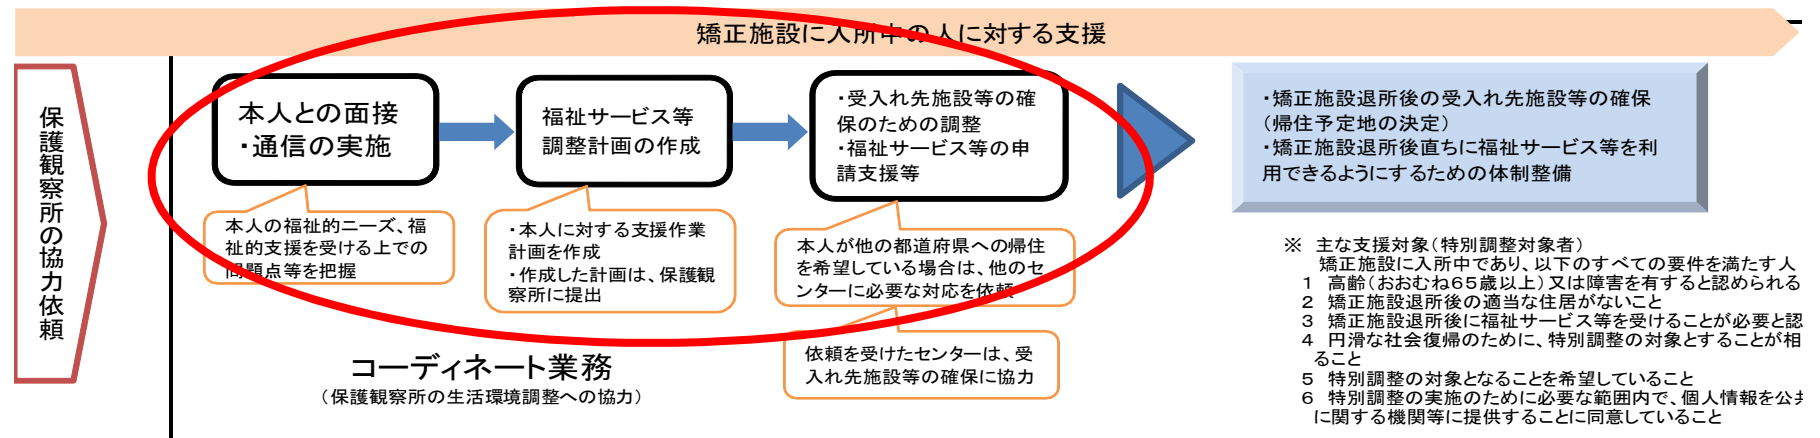 矯正施設に入所中の人に対する支援
保護観察所の協力依頼
本人との面接
・通信の実施
福祉サービス等
調整計画の作成
・受入れ先施設等の確
保のための調整
・福祉サービス等の申
請支援等
・矯正施設退所後の受入れ先施設等の確保
（帰住予定地の決定）
・矯正施設退所後直ちに福祉サービス等を利
用できるようにするための体制整備
本人の福祉的ニーズ、福
祉的支援を受ける上での
問題点等を把握
・本人に対する支援作業
計画を作成
・作成した計画は、保護観
察所に提出
本人が他の都道府県への帰住
を希望している場合は、他のセ
ンターに必要な対応を依頼
依頼を受けたセンターは、受
入れ先施設等の確保に協力
コーディネート業務
（保護観察所の生活環境調整への協力）
※　主な支援対象（特別調整対象者）
矯正施設に入所中であり、以下のすべての要件を満たす人
１　高齢（おおむね６５歳以上）又は障害を有すると認められる
２　矯正施設退所後の適当な住居がないこと
３　矯正施設退所後に福祉サービス等を受けることが必要と認
４　円滑な社会復帰のために、特別調整の対象とすることが相
ること
５　特別調整の対象となることを希望していること
６　特別調整の実施のために必要な範囲内で、個人情報を公共
に関する機関等に提供することに同意していること